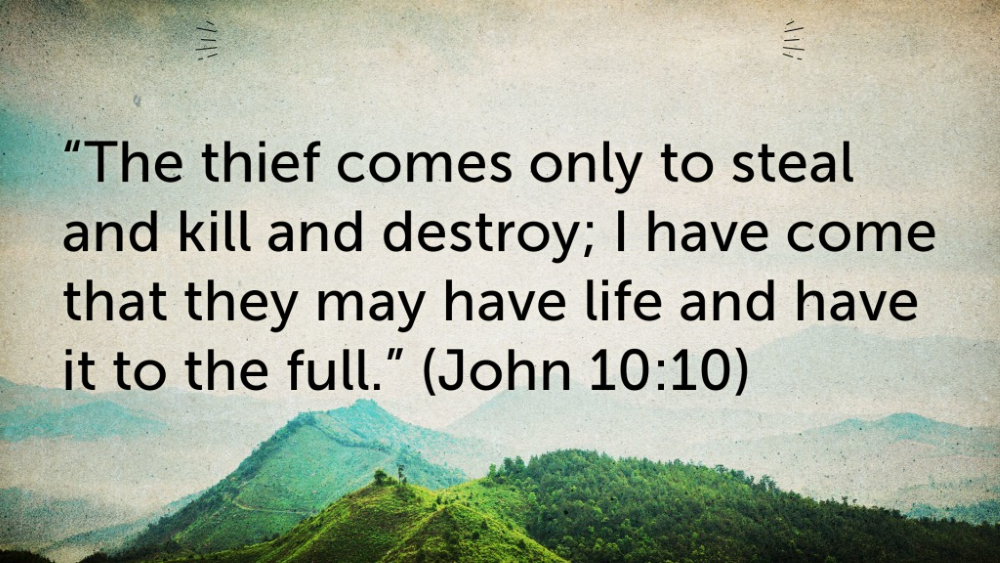 “The thief comes only to steal
and kill and destroy; I have come
that they may have life and have
it to the full.” (John 10:10)